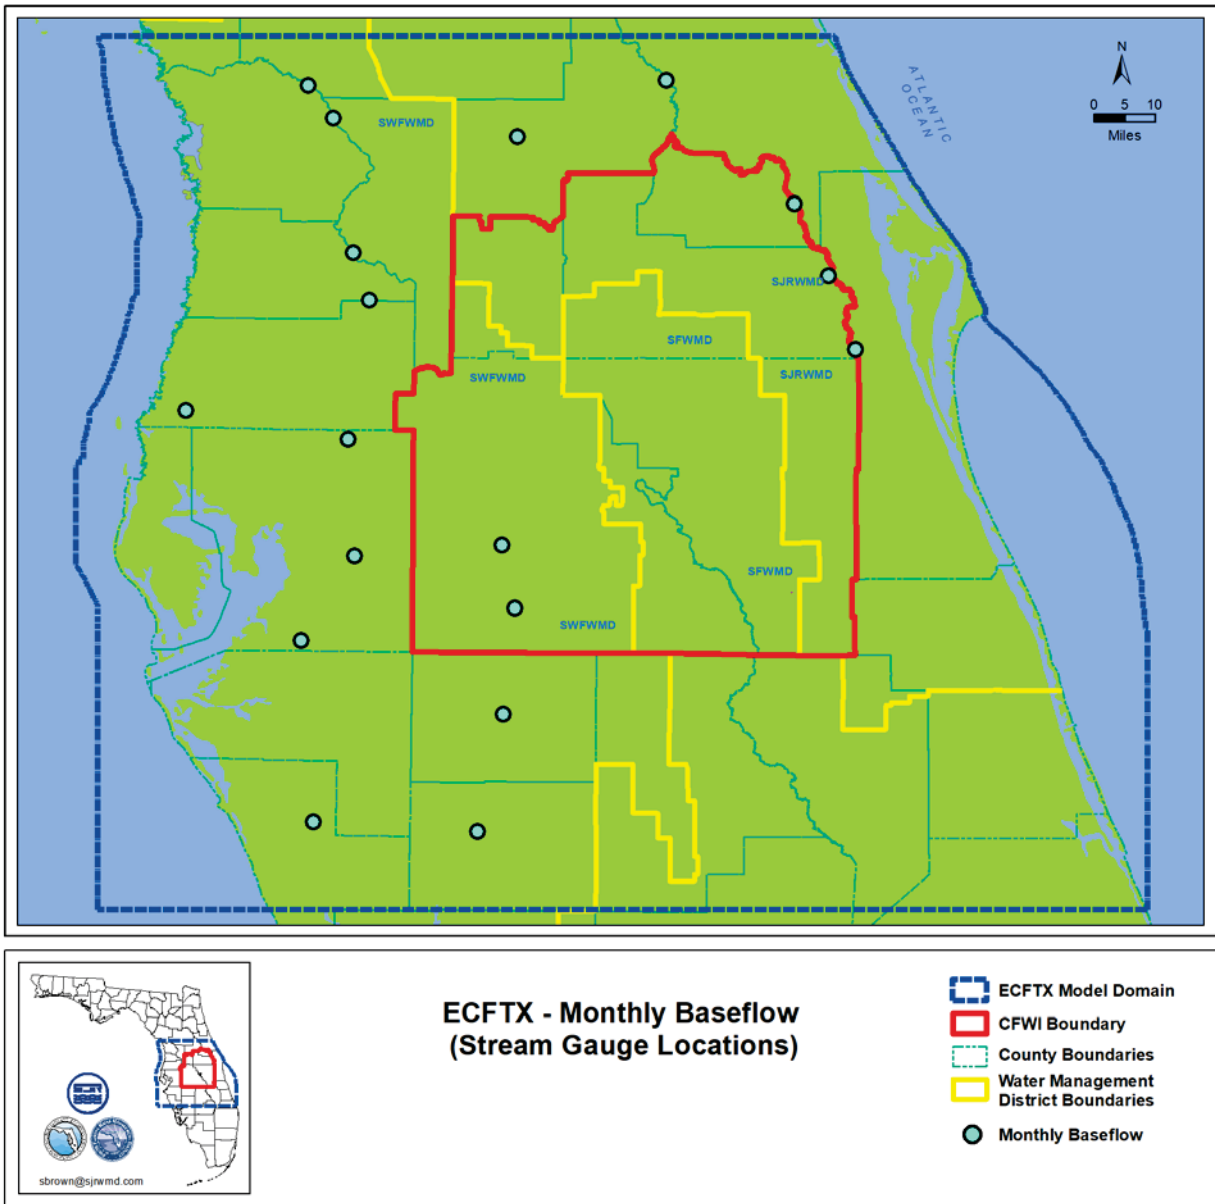 N
0 5 10
Miles
ATLANTIC
OCEAN
SWFWMD
SJRWMD
SFWMD
SJRWMD
SWFWMD
SFWMD
SWFWMD
ECFTX - Monthly Baseflow
(Stream Gauge Locations)
ECFTX Model Domain
CFWI Boundary
County Boundaries
Water Management
District Boundaries
Monthly Baseflow
sbrown@sjrwmd.com